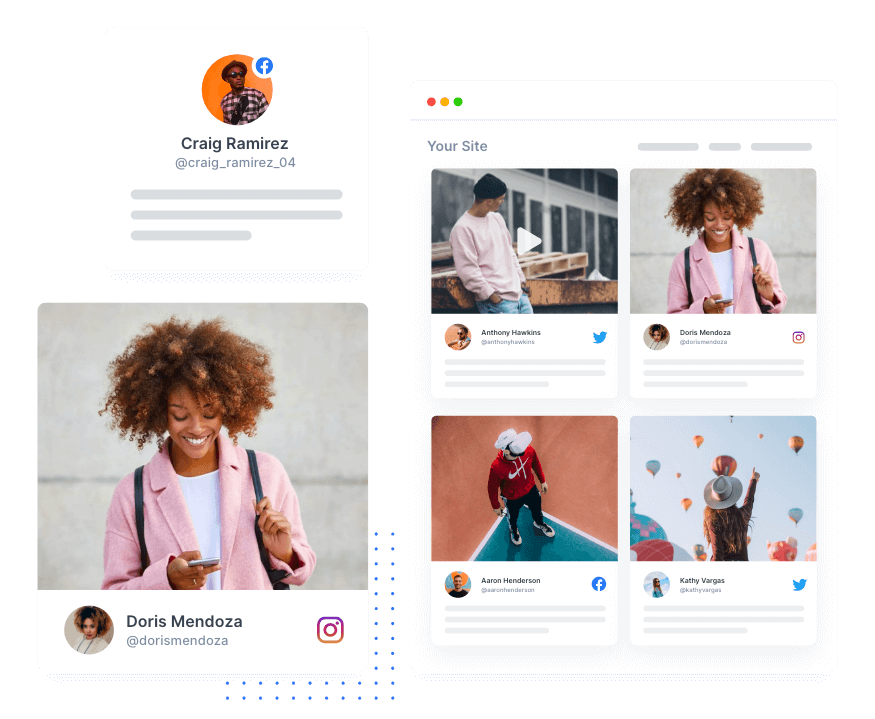 Craig Ramirez
@craig_ramirez_04
Doris Mendoza
@dorismendoza
Your Site
Anthony Hawkins
@anthonyhawkins
Doris Mendoza
@dorismendoza
Aaron Henderson
@aaronhenderson
Kathy Vargas
@kathyvargas